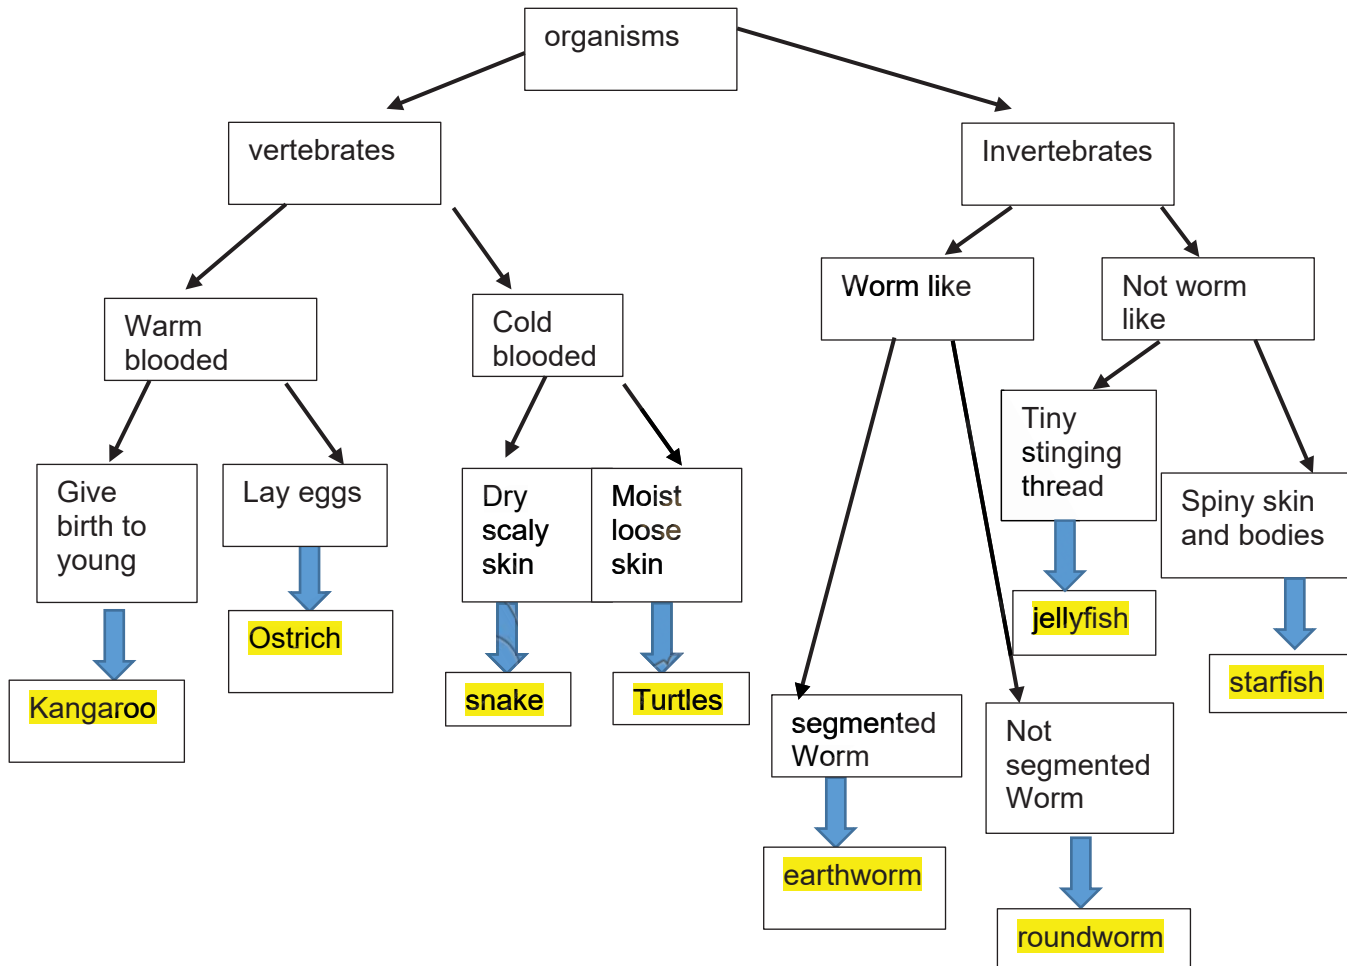 organisms
vertebrates
Invertebrates
Warm
blooded
Cold
blooded
Worm like
Not worm
like
Give
birth to
young
Lay eggs
Dry
scaly
skin
Moist
loose
skin
Tiny
stinging
thread
Spiny skin
and bodies
Kangaroo
Ostrich
snake
Turtles
jellyfish
starfish
segmented
Worm
Not
segmented
Worm
earthworm
roundworm